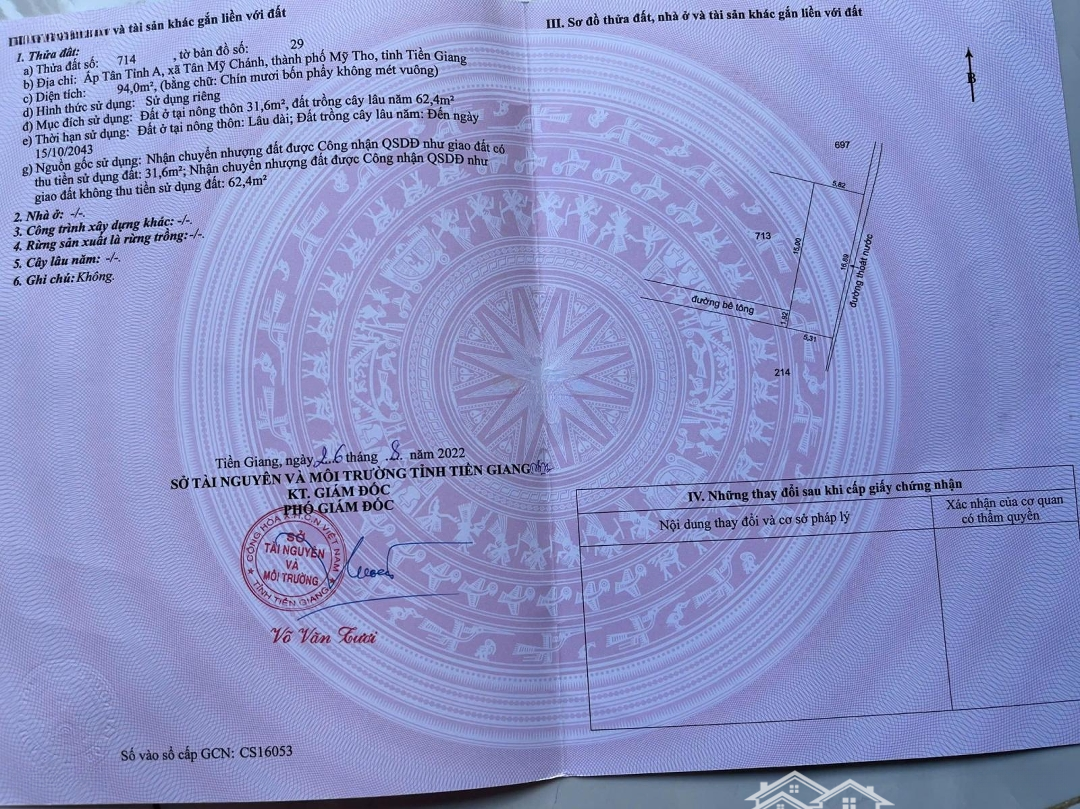 và tài sản khác gắn liền với đất
1. Thửa đất:
a) Thửa đất số: 714 , tờ bản đồ số: 29
b) Địa chỉ: Ấp Tân Tỉnh A, xã Tân Mỹ Chánh, thành phố Mỹ Tho, tỉnh Tiền Giang
c) Diện tích: 94,0m², (bằng chữ: Chín mươi bốn phẩy không mét vuông)
d) Hình thức sử dụng: Sử dụng riêng
đ) Mục đích sử dụng: Đất ở tại nông thôn 31,6m², đất trồng cây lâu năm 62,4m²
e) Thời hạn sử dụng: Đất ở tại nông thôn: Lâu dài; Đất trồng cây lâu năm: Đến ngày
15/10/2043
g) Nguồn gốc sử dụng: Nhận chuyển nhượng đất được Công nhận QSDĐ như giao đất có
thu tiền sử dụng đất: 31,6m²; Nhận chuyển nhượng đất được Công nhận QSDĐ như
giao đất không thu tiền sử dụng đất: 62,4m²
2. Nhà ở: -/-.
3. Công trình xây dựng khác: -/-.
4. Rừng sản xuất là rừng trồng: -/-.
5. Cây lâu năm: -/-.
6. Ghi chú: Không.
Tiền Giang, ngày 26 tháng .8. năm 2022
SỞ TÀI NGUYÊN VÀ MÔI TRƯỜNG TỈNH TIỀN GIANG
KT. GIÁM ĐỐC
PHÓ GIÁM ĐỐC
CỘNG HÒA X.H.C.N VIỆT NAM
SỞ
TÀI NGUYÊN
VÀ
MÔI TRƯỜNG
TỈNH TIỀN GIANG
Võ Văn Tươi
Số vào sổ cấp GCN: CS16053
III. Sơ đồ thửa đất, nhà ở và tài sản khác gắn liền với đất
B
697
5,82
713
15,00
16,89
đường thoát nước
đường bê tông
1,92
5,31
214
IV. Những thay đổi sau khi cấp giấy chứng nhận
Nội dung thay đổi và cơ sở pháp lý
Xác nhận của cơ quan
có thẩm quyền